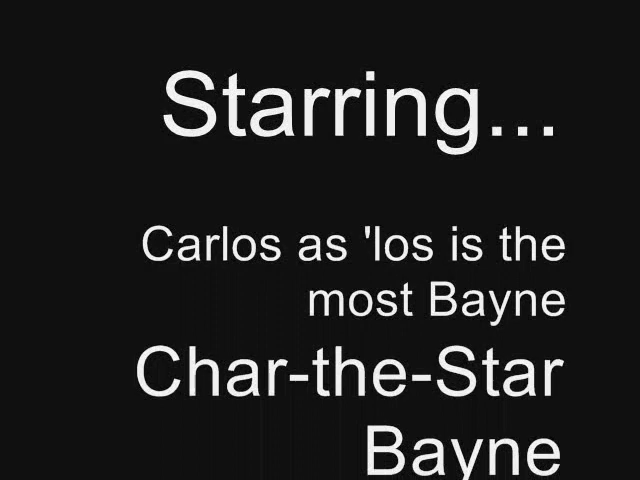 Starring...
Carlos as 'los is the
most Bayne
Char-the-Star
Bayne